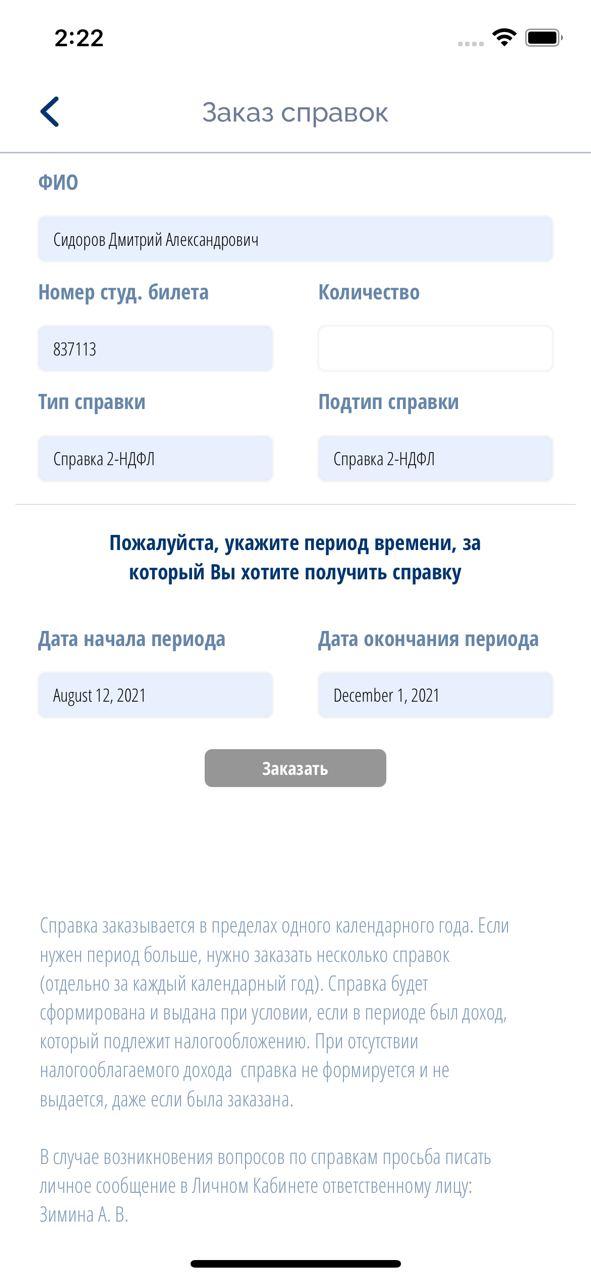 2:22
Заказ справок
ФИО
Сидоров Дмитрий Александрович
Номер студ. билета
Количество
837113
Тип справки
Подтип справки
Справка 2-НДФЛ
Справка 2-НДФЛ
Пожалуйста, укажите период времени, за
который Вы хотите получить справку
Дата начала периода
Дата окончания периода
August 12, 2021
December 1, 2021
Заказать
Справка заказывается в пределах одного календарного года. Если
нужен период больше, нужно заказать несколько справок
(отдельно за каждый календарный год). Справка будет
сформирована и выдана при условии, если в периоде был доход,
который подлежит налогообложению. При отсутствии
налогооблагаемого дохода справка не формируется и не
выдается, даже если была заказана.
В случае возникновения вопросов по справкам просьба писать
личное сообщение в Личном Кабинете ответственному лицу:
Зимина А. В.